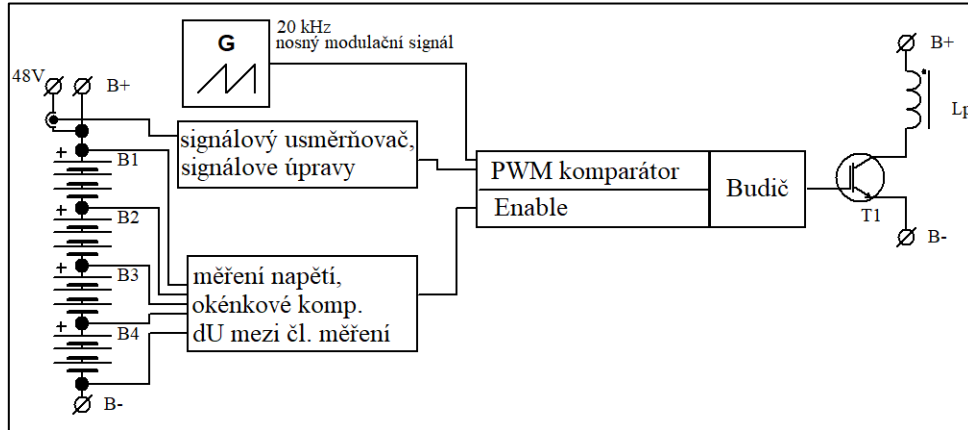 20 kHz
nosný modulační signál
G
48V
B+
signálový usměrňovač,
signálove úpravy
+
B1
+
B2
+
B3
+
B4
B-
měření napětí,
okénkové komp.
dU mezi čl. měření
PWM komparátor
Enable
Budič
B+
Lp
T1
B-